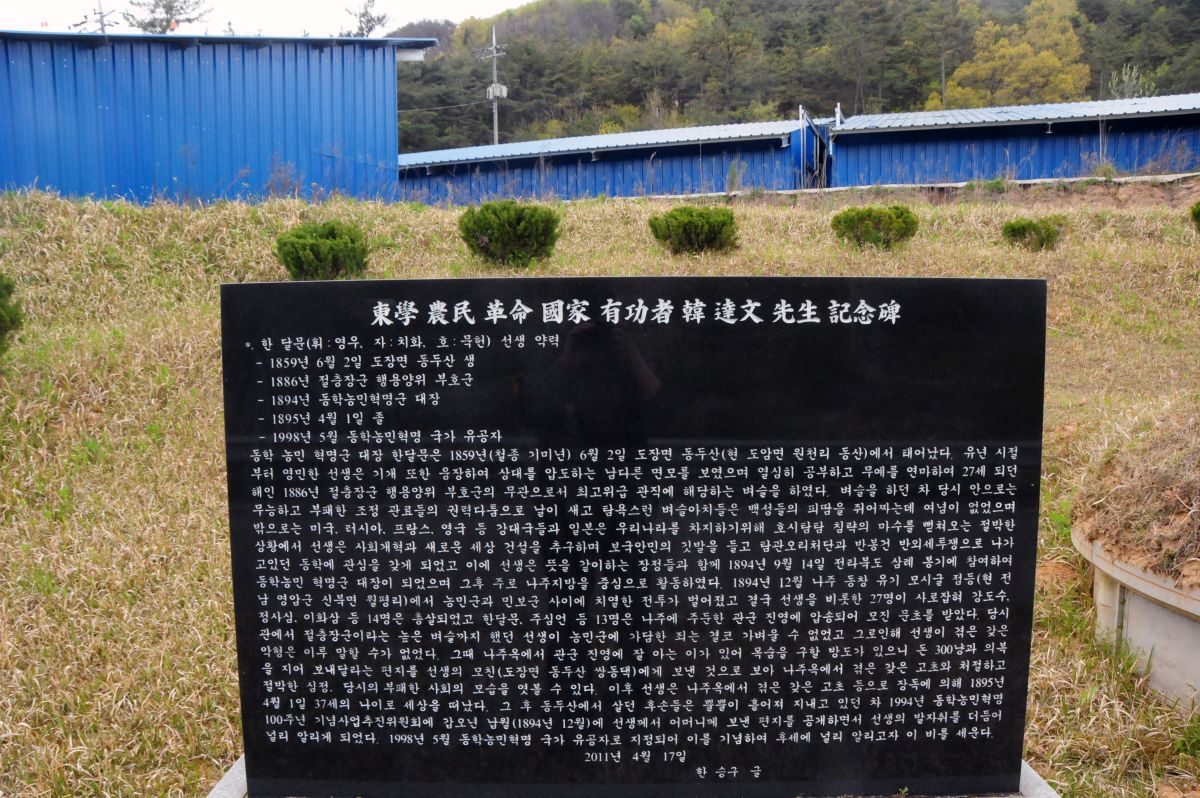 東學 農民 革命 國家 有功者 韓 達文 先生 記念碑
*. 한 달문(휘:영우, 자:치화, 호:묵헌) 선생 약력
- 1859년 6월 2일 도장면 동두산 생
- 1886년 절충장군 행용양위 부호군
- 1894년 동학농민혁명군 대장
- 1895년 4월 1일 졸
- 1998년 5월 동학농민혁명 국가 유공자
동학 농민 혁명군 대장 한달문은 1859년(철종 기미년) 6월 2일 도장면 동두산(현 도암면 원천리 동산)에서 태어났다. 유년 시절
부터 영민한 선생은 기개 또한 웅장하여 상대를 압도하는 남다른 면모를 보였으며 열심히 공부하고 무예를 연마하여 27세 되던
해인 1886년 절충장군 행용양위 부호군의 무관으로서 최고위급 관직에 해당하는 벼슬을 하였다. 벼슬을 하던 차 당시 안으로는
무능하고 부패한 조정 관료들의 권력다툼으로 날이 새고 탐욕스런 벼슬아치들은 백성들의 피땀을 쥐어짜는데 여념이 없었으며
밖으로는 미국, 러시아, 프랑스, 영국 등 강대국들과 일본은 우리나라를 차지하기위해 호시탐탐 침략의 마수를 뻗쳐오는 절박한
상황에서 선생은 사회개혁과 새로운 세상 건설을 추구하며 보국안민의 깃발을 들고 탐관오리처단과 반봉건 반외세투쟁으로 나가
고있던 동학에 관심을 갖게 되었고 이에 선생은 뜻을 같이하는 장정들과 함께 1894년 9월 14일 전라북도 삼례 봉기에 참여하여
동학농민 혁명군 대장이 되었으며 그후 주로 나주지방을 중심으로 활동하였다. 1894년 12월 나주 동창 유기 모시굴 점등(현 전
남 영암군 신북면 월평리)에서 농민군과 민보군 사이에 치열한 전투가 벌어졌고 결국 선생을 비롯한 27명이 사로잡혀 강도수,
정사심, 이화삼 등 14명은 총살되었고 한달문, 주심언 등 13명은 나주에 주둔한 관군 진영에 압송되어 모진 문초를 받았다. 당시
관에서 절충장군이라는 높은 벼슬까지 했던 선생이 농민군에 가담한 죄는 결코 가벼울 수 없었고 그로인해 선생이 겪은 갖은
악형은 이루 말할 수가 없었다. 그때 나주옥에서 관군 진영에 잘 아는 이가 있어 목숨을 구할 방도가 있으니 돈 300냥과 의복
을 지어 보내달라는 편지를 선생의 모친(도장면 동두산 쌍동댁)에게 보낸 것으로 보아 나주옥에서 겪은 갖은 고초와 처절하고
절박한 심정, 당시의 부패한 사회의 모습을 엿볼 수 있다. 이후 선생은 나주옥에서 겪은 갖은 고초 등으로 장독에 의해 1895년
4월 1일 37세의 나이로 세상을 떠났다. 그 후 동두산에서 살던 후손들은 뿔뿔이 흩어져 지내고 있던 차 1994년 동학농민혁명
100주년 기념사업추진위원회에 갑오년 납월(1894년 12월)에 선생께서 어머니께 보낸 편지를 공개하면서 선생의 발자취를 더듬어
널리 알리게 되었다. 1998년 5월 동학농민혁명 국가 유공자로 지정되어 이를 기념하여 후세에 널리 알리고자 이 비를 세운다.
2011년 4월 17일
한 승구 글